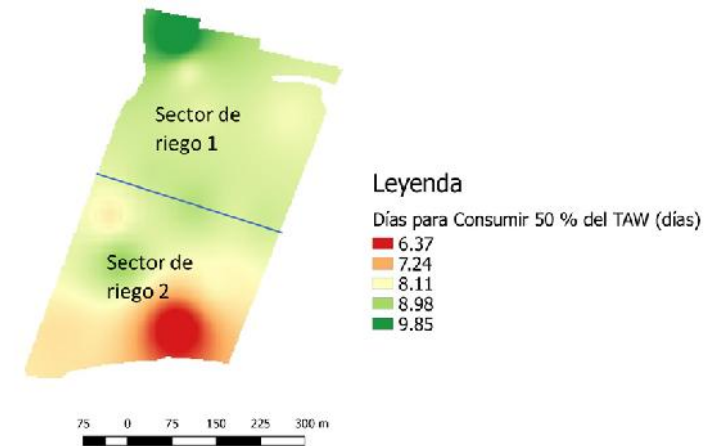 Sector de
riego 1
Sector de
riego 2
Leyenda
Días para Consumir 50 % del TAW (días)
6.37
7.24
8.11
8.98
9.85
75 0 75 150 225 300 m